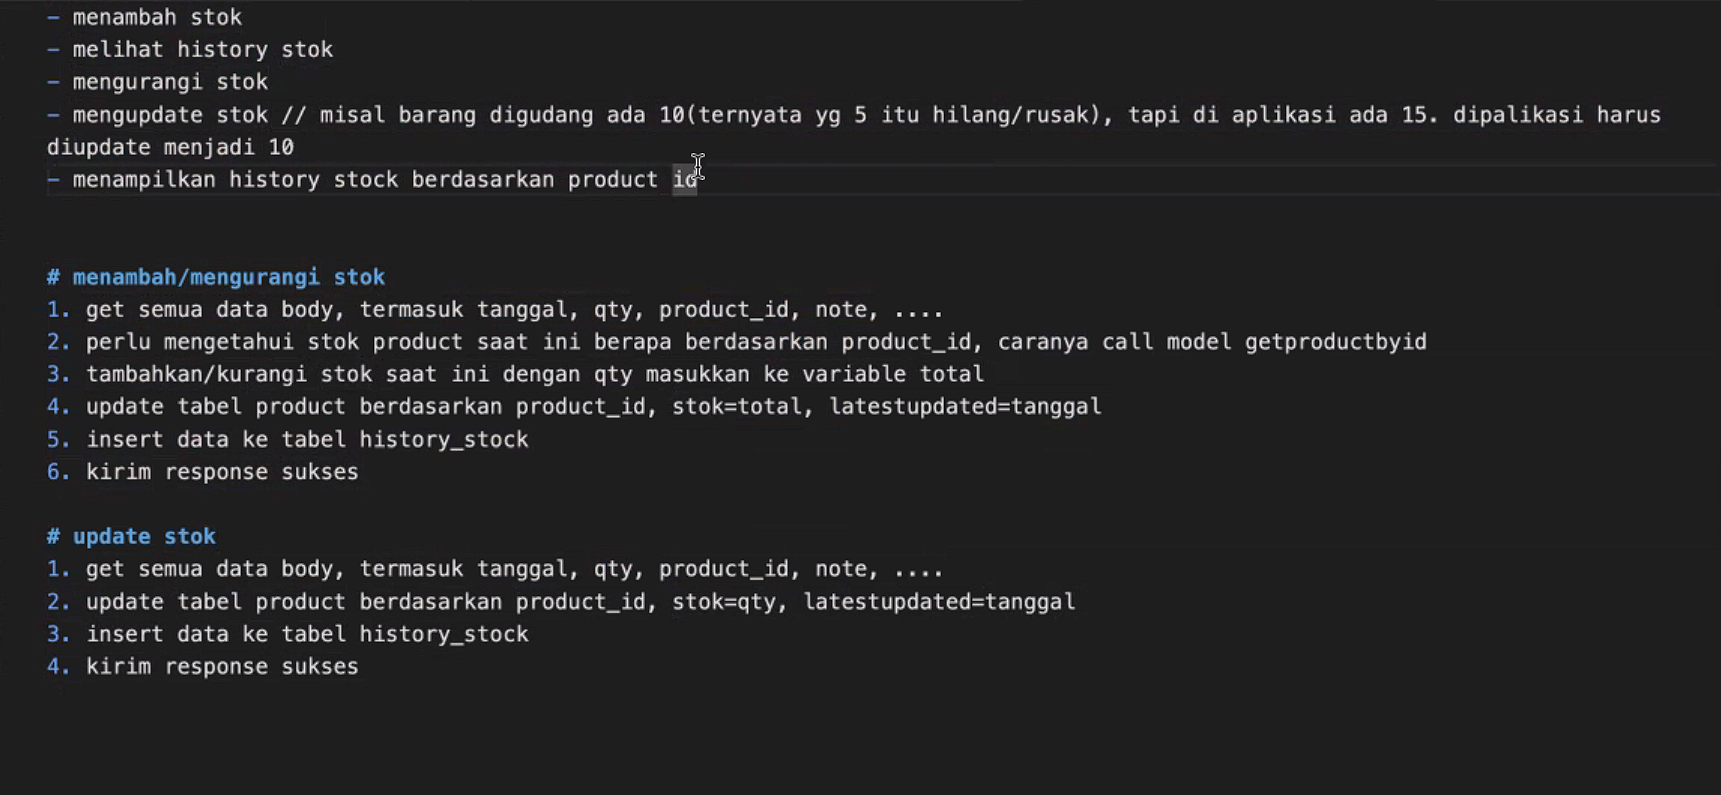 - menambah stok
- melihat history stok
- mengurangi stok
- mengupdate stok // misal barang digudang ada 10(ternyata yg 5 itu hilang/rusak), tapi di aplikasi ada 15. dipalikasi harus
diupdate menjadi 10
- menampilkan history stock berdasarkan product id
# menambah/mengurangi stok
1. get semua data body, termasuk tanggal, qty, product_id, note, ....
2. perlu mengetahui stok product saat ini berapa berdasarkan product_id, caranya call model getproductbyid
3. tambahkan/kurangi stok saat ini dengan qty masukkan ke variable total
4. update tabel product berdasarkan product_id, stok=total, latestupdated=tanggal
5. insert data ke tabel history_stock
6. kirim response sukses
# update stok
1. get semua data body, termasuk tanggal, qty, product_id, note, ....
2. update tabel product berdasarkan product_id, stok=qty, latestupdated=tanggal
3. insert data ke tabel history_stock
4. kirim response sukses